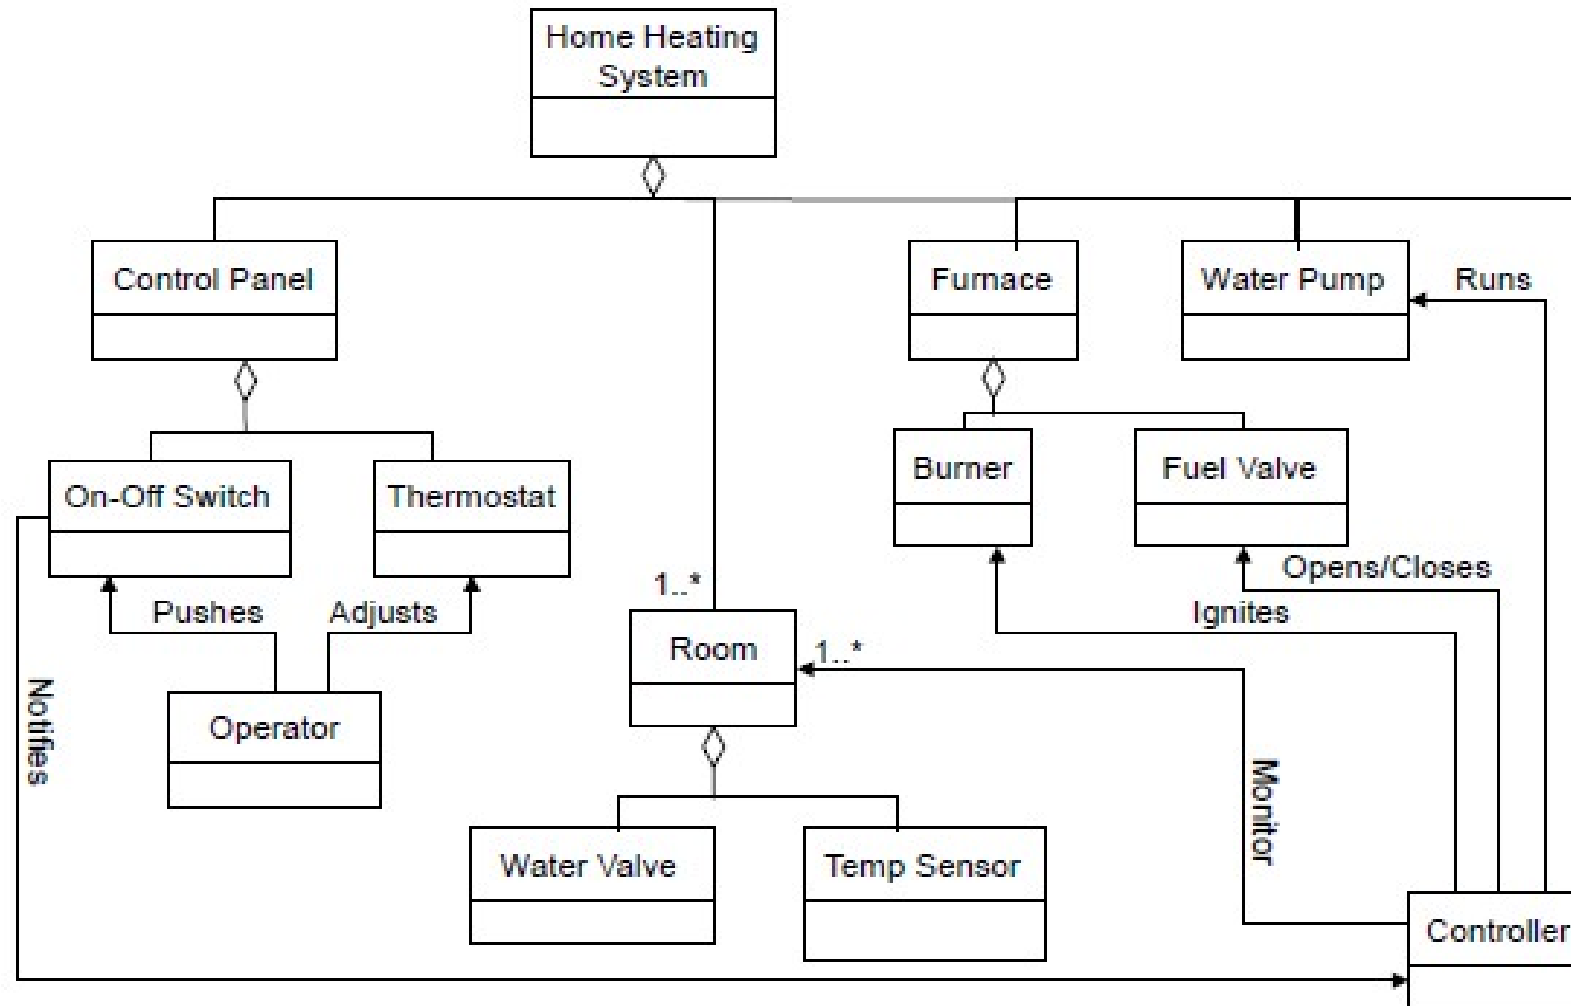 Home Heating
System
Control Panel
Furnace
Water Pump
Runs
On-Off Switch
Thermostat
Burner
Fuel Valve
Pushes
Adjusts
1..*
Opens/Closes
Ignites
Room
1..*
Notifies
Operator
Monitor
Water Valve
Temp Sensor
Controller